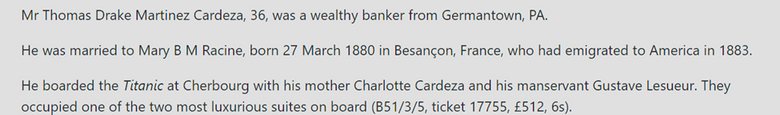 Mr Thomas Drake Martinez Cardeza, 36, was a wealthy banker from Germantown, PA.
He was married to Mary B M Racine, born 27 March 1880 in Besançon, France, who had emigrated to America in 1883.
He boarded the Titanic at Cherbourg with his mother Charlotte Cardeza and his manservant Gustave Lesueur. They
occupied one of the two most luxurious suites on board (B51/3/5, ticket 17755, £512, 6s).